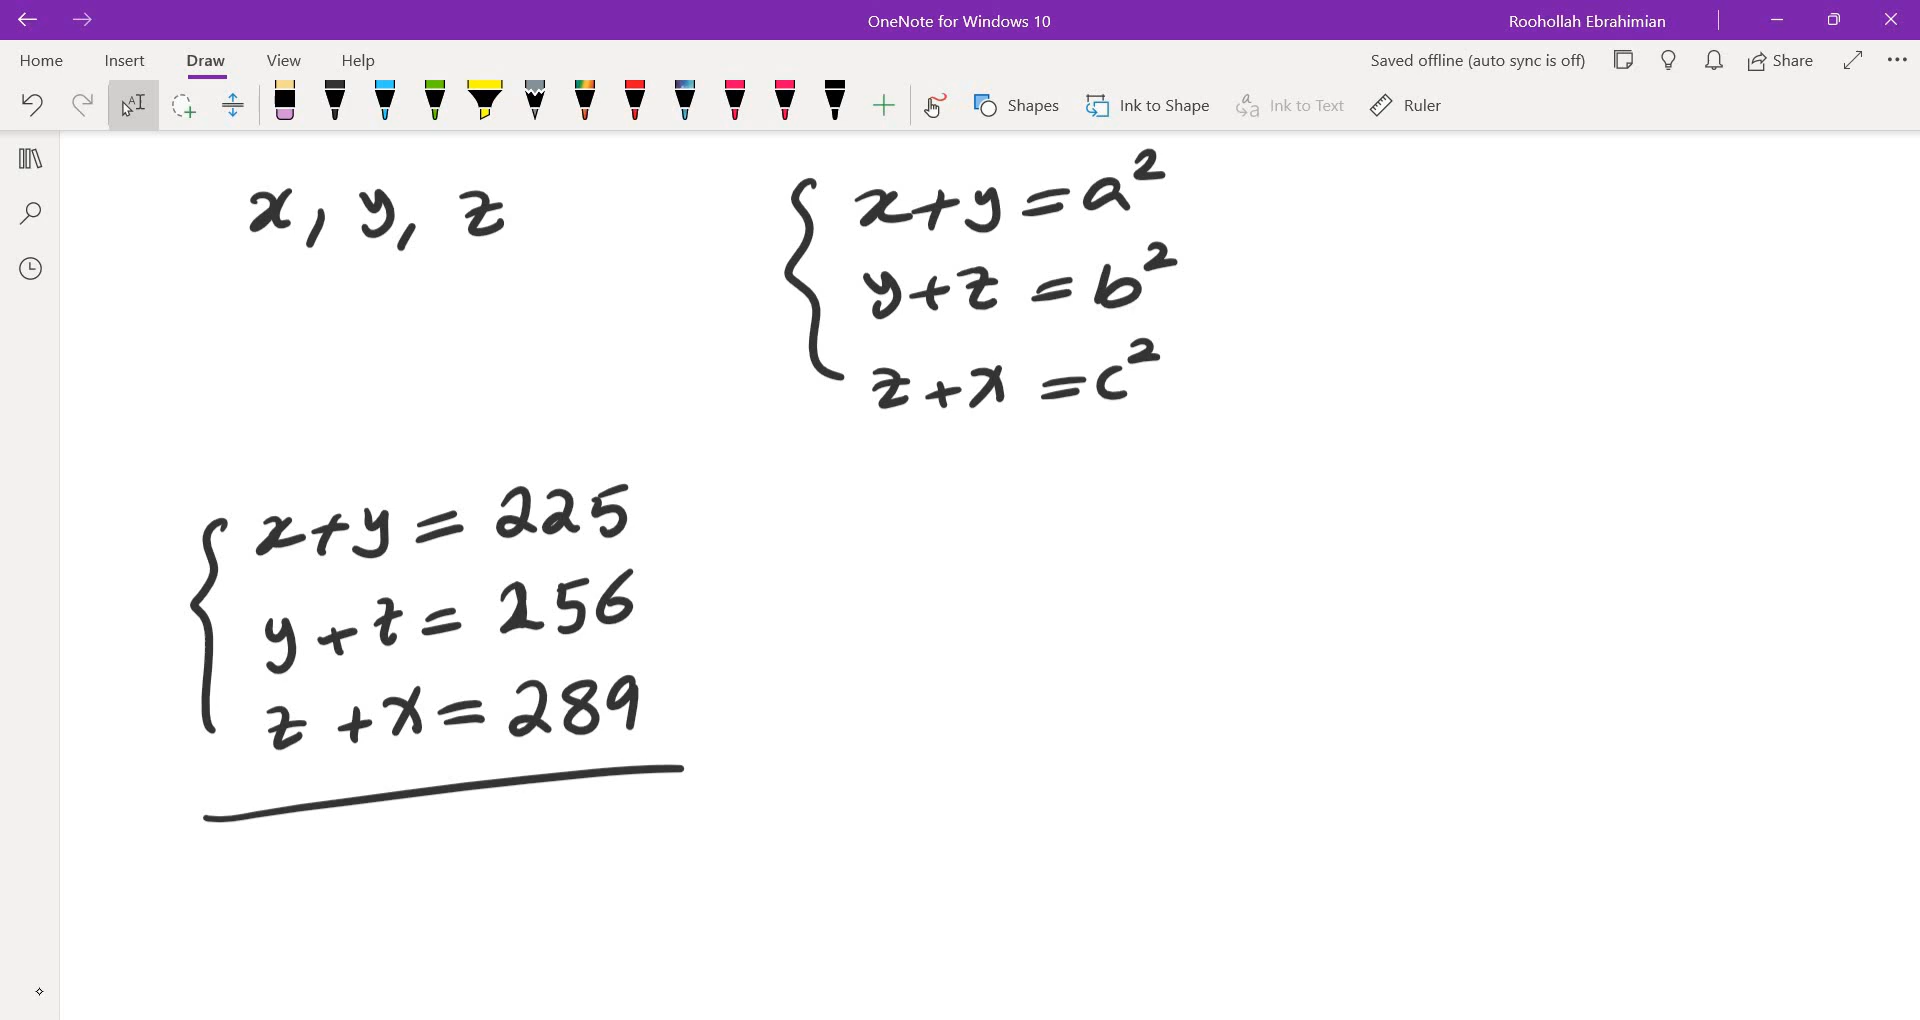 OneNote for Windows 10
Roohollah Ebrahimian
Home Insert Draw View Help
Saved offline (auto sync is off) Share
Shapes Ink to Shape Ink to Text Ruler
x, y, z
x+y=a²
y+z=b²
z+x=c²
x+y=225
y+z=256
z+x=289